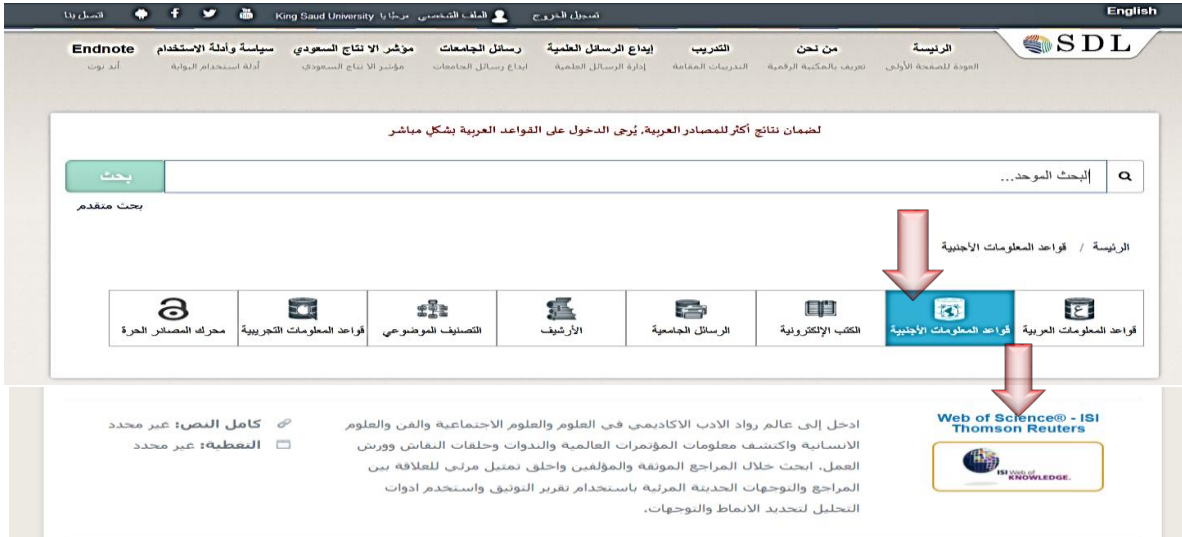 English
تسجيل الخروج
الملف الشخصي
مرحبًا يا King Saud University
اتصل بنا
SDL
الرئيسة
العودة للصفحة الأولى
من نحن
تعريف بالمكتبة الرقمية
التدريب
التدريبات المقامة
إيداع الرسائل العلمية
إدارة الرسائل العلمية
رسائل الجامعات
ايداع رسائل الجامعات
مؤشر الا نتاج السعودي
مؤشر الا نتاج السعودي
سياسة وأدلة الاستخدام
أدلة استخدام البوابة
Endnote
أند نوت
لضمان نتائج أكثر للمصادر العربية, يُرجى الدخول على القواعد العربية بشكل مباشر
البحث الموحد...
بحث
بحث متقدم
الرئيسة / قواعد المعلومات الأجنبية
قواعد المعلومات العربية
قواعد المعلومات الأجنبية
الكتب الإلكترونية
الرسائل الجامعية
الأرشيف
التصنيف الموضوعي
قواعد المعلومات التجريبية
محرك المصادر الحرة
Web of Science® - ISI
Thomson Reuters
ISI Web of
KNOWLEDGE.
ادخل إلى عالم رواد الادب الاكاديمي في العلوم والعلوم الاجتماعية والفن والعلوم
الانسانية واكتشف معلومات المؤتمرات العالمية والندوات وحلقات النقاش وورش
العمل. ابحث خلال المراجع الموثقة والمؤلفين واخلق تمثيل مرئي للعلاقة بين
المراجع والتوجهات الحديثة المرئية باستخدام تقرير التوثيق واستخدم ادوات
التحليل لتحديد الانماط والتوجهات.
كامل النص: غير محدد
التغطية: غير محدد